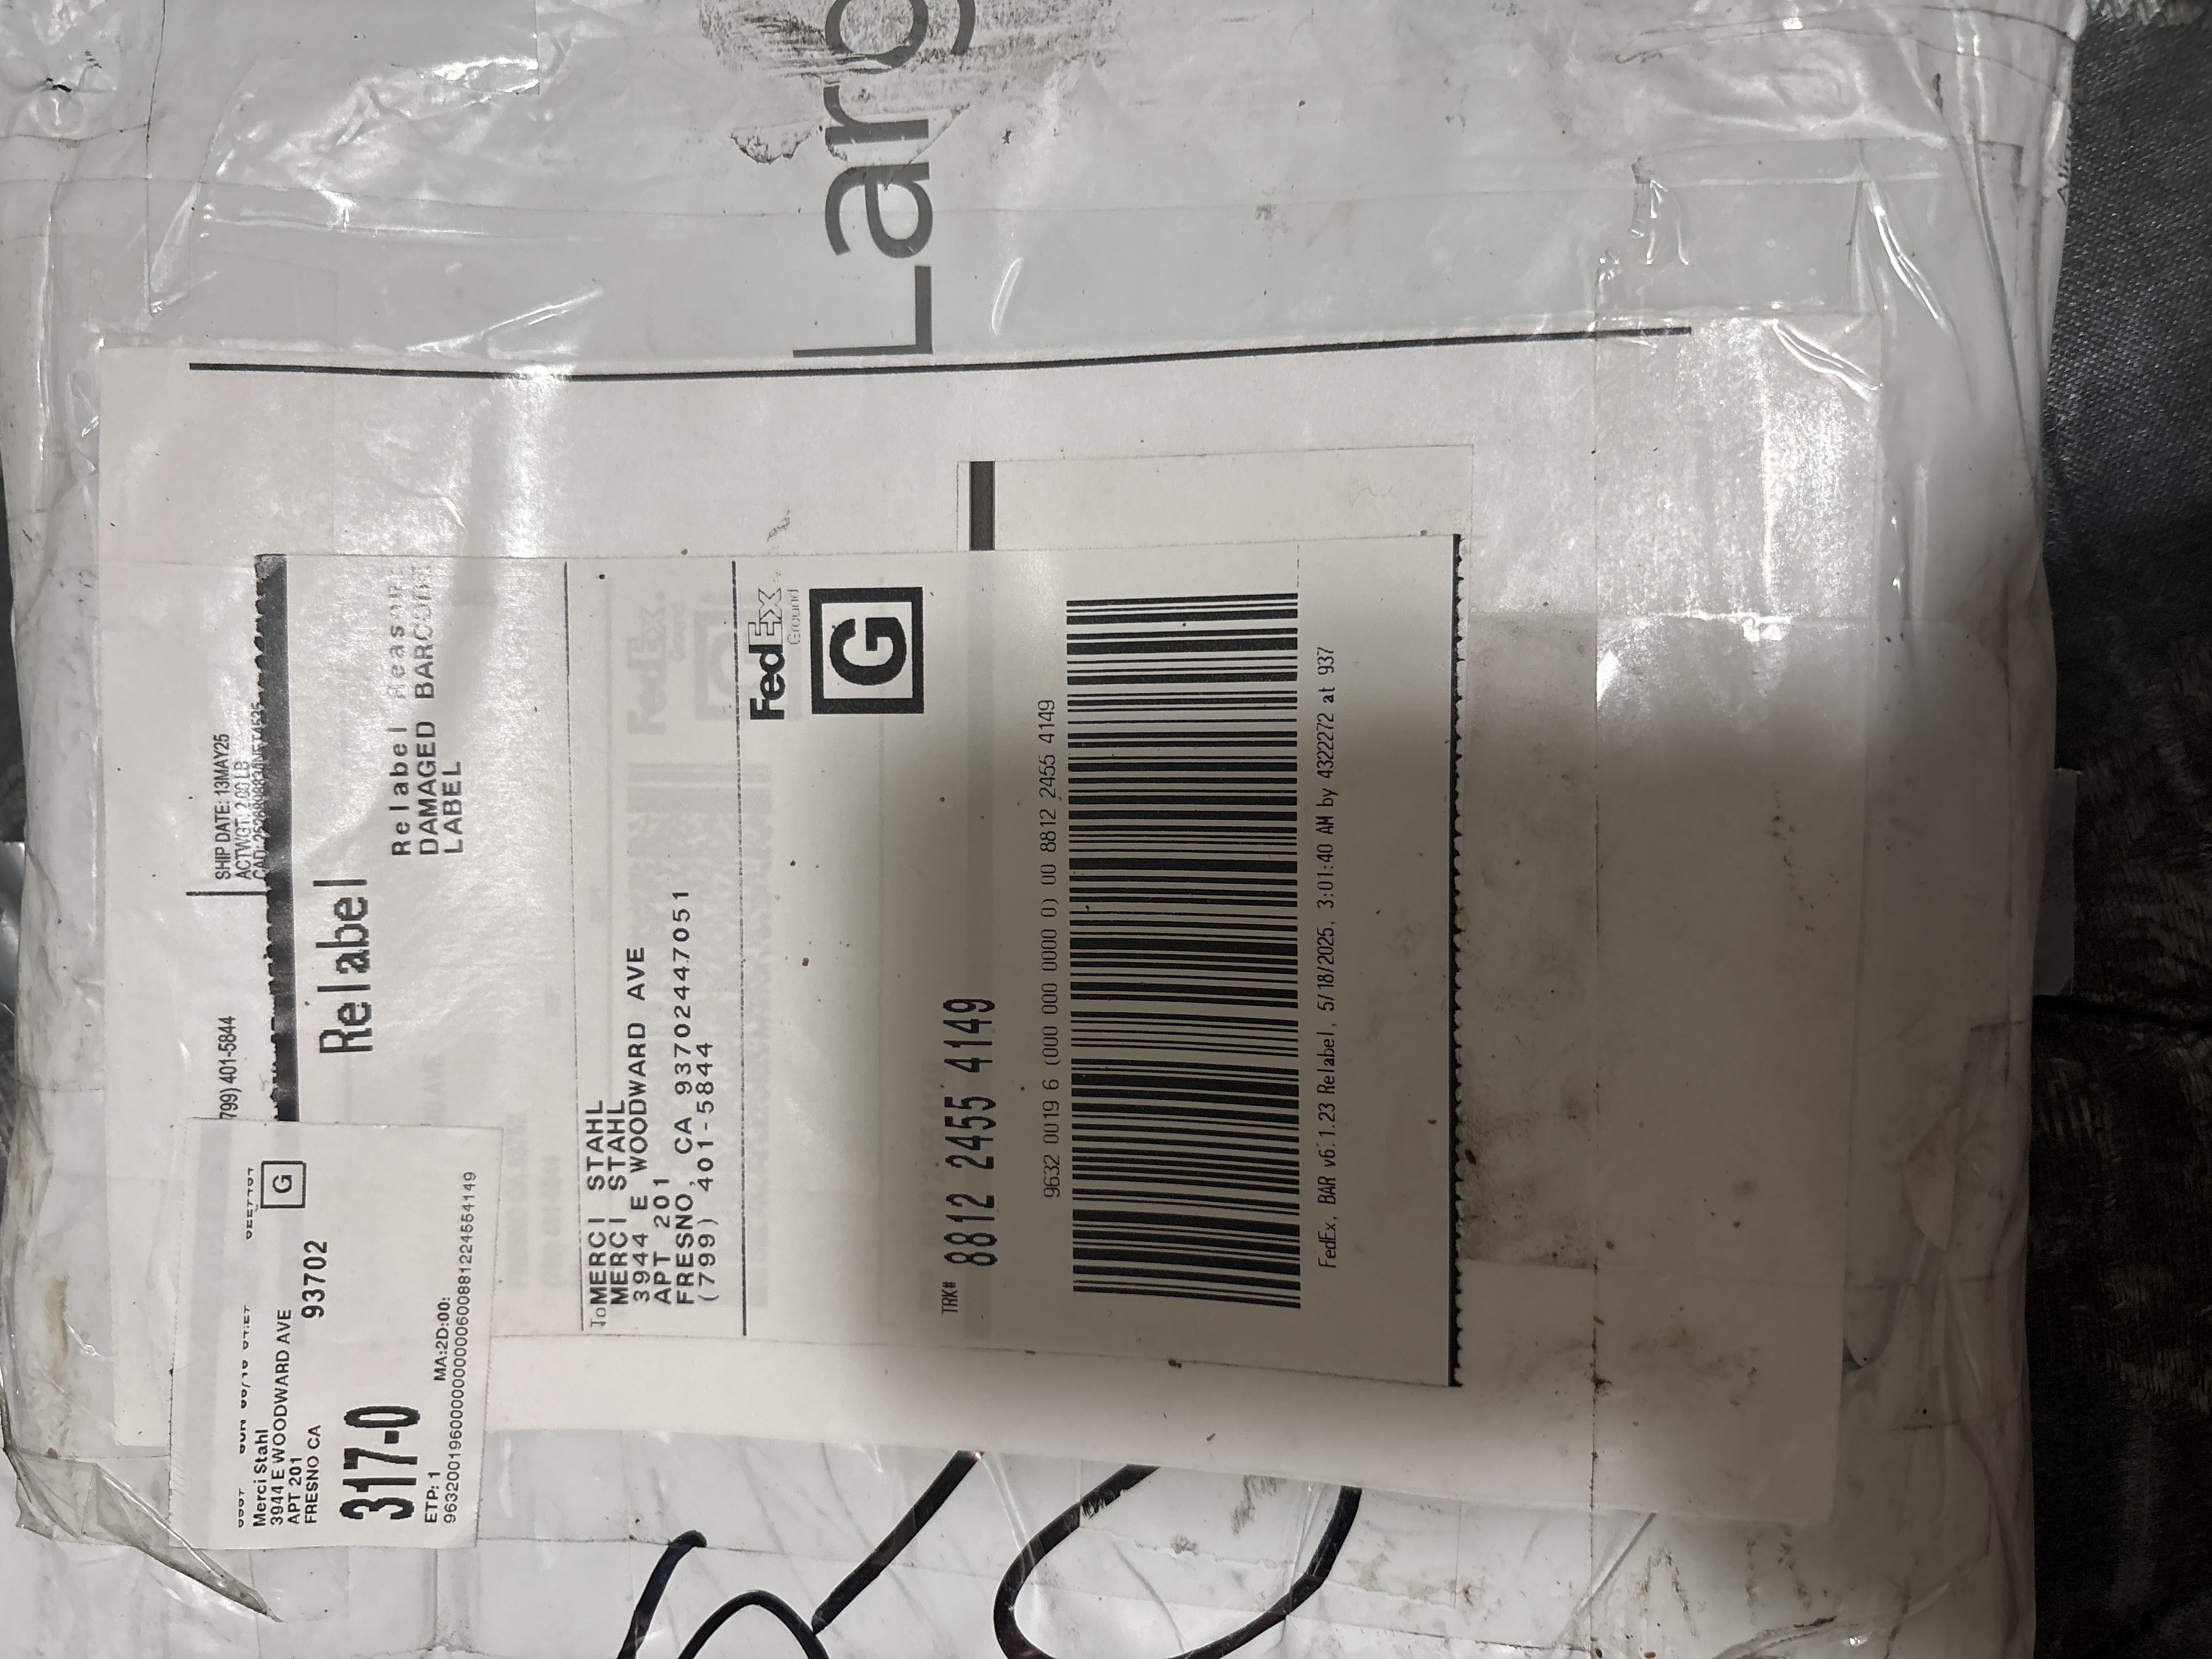 Larg
SHIP DATE: 13MAY25
ACTWGT: 2.00 LB
799) 401-5844
Relabel
Relabel Reason:
DAMAGED BARCODE
LABEL
To MERCI STAHL
MERCI STAHL
3944 E WOODWARD AVE
APT 201
FRESNO, CA 937024447051
(799) 401-5844
FedEx
Ground
G
TRK#
8812 2455 4149
9632 0019 6 (000 000 0000 0) 00 8812 2455 4149
FedEx, BAR v6.1.23 Relabel, 5/18/2025, 3:01:40 AM by 4322272 at 937
Merci Stahl
3944 E WOODWARD AVE
APT 201
FRESNO CA 93702
G
317-0
ETP: 1 MA:2D:00: